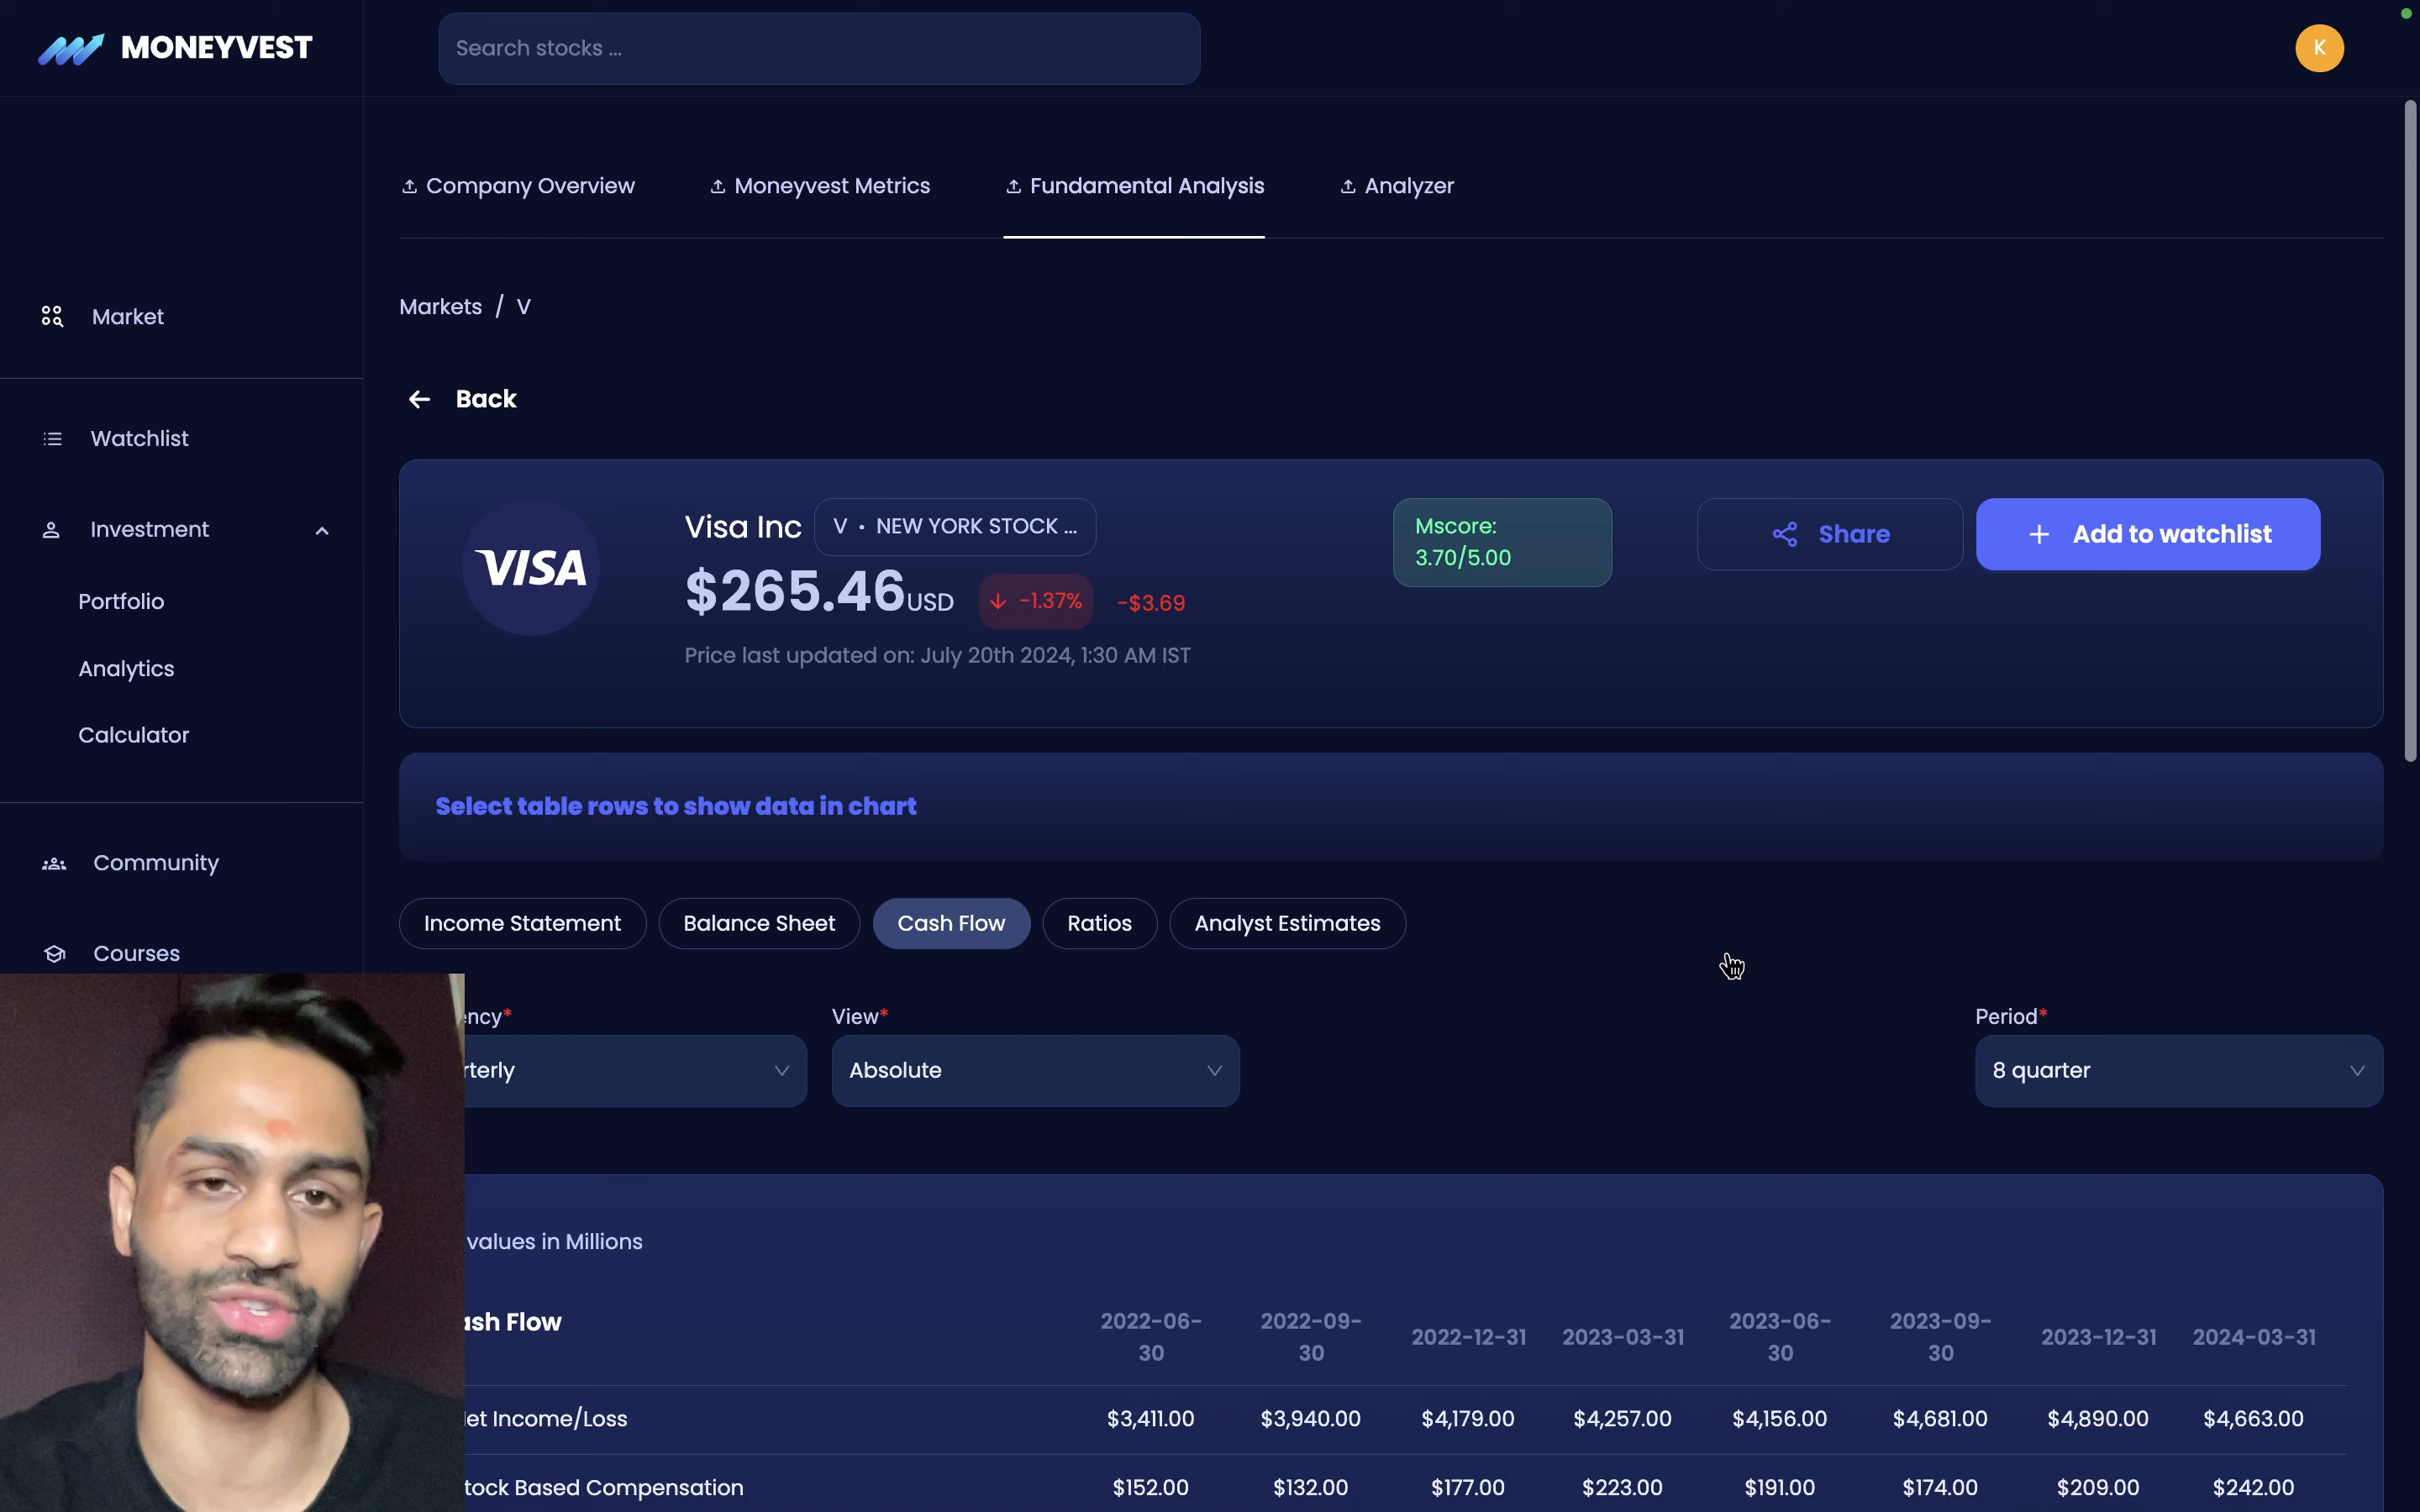 MONEYVEST
Search stocks ...
K
Company Overview
Moneyvest Metrics
Fundamental Analysis
Analyzer
Markets / V
Back
Market
Watchlist
Investment
Portfolio
Analytics
Calculator
Community
Courses
VISA
Visa Inc
V • NEW YORK STOCK ...
$265.46 USD
-1.37%
-$3.69
Price last updated on: July 20th 2024, 1:30 AM IST
Mscore:
3.70/5.00
Share
Add to watchlist
Select table rows to show data in chart
Income Statement
Balance Sheet
Cash Flow
Ratios
Analyst Estimates
ency*
View*
Period*
rterly
Absolute
8 quarter
values in Millions
ash Flow
2022-06-
30
2022-09-
30
2022-12-31
2023-03-31
2023-06-
30
2023-09-
30
2023-12-31
2024-03-31
et Income/Loss $3,411.00 $3,940.00 $4,179.00 $4,257.00 $4,156.00 $4,681.00 $4,890.00 $4,663.00
tock Based Compensation $152.00 $132.00 $177.00 $223.00 $191.00 $174.00 $209.00 $242.00